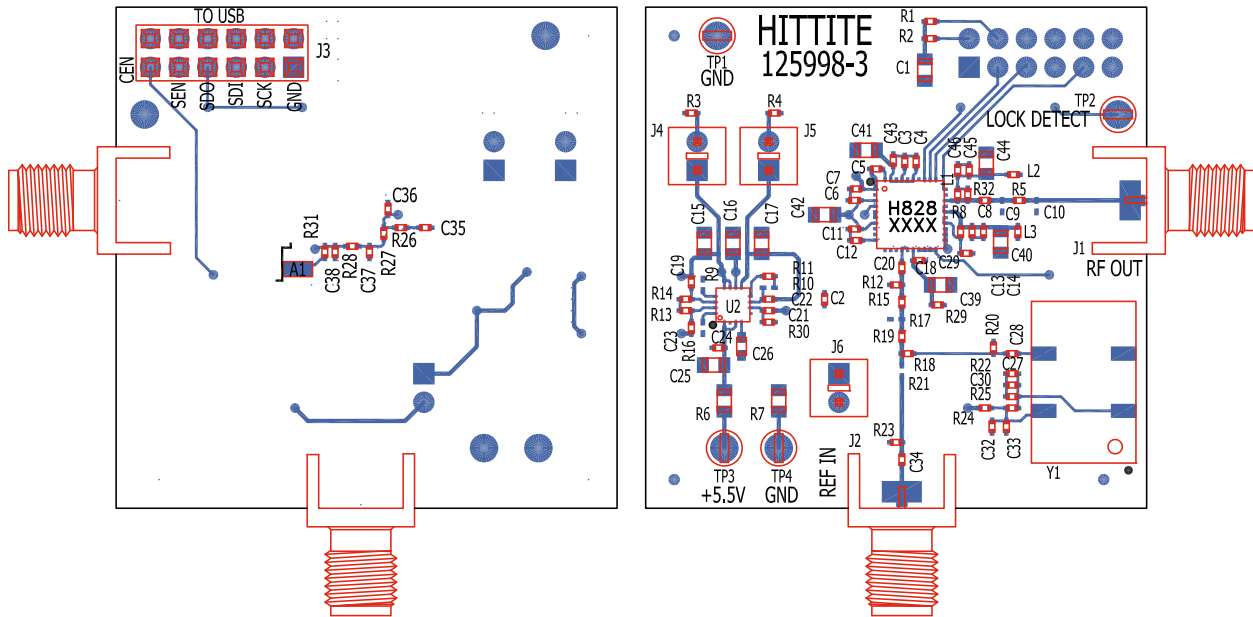 TO USB
J3
CEN
SEN
SDO
SDI
SCK
GND
C36
R31
R26
C35
A1
C38
R28
C37
R27
TP1
GND
HITTITE
125998-3
R1
R2
C1
TP2
LOCK DETECT
R3
R4
J4
J5
C41
C43
C3
C4
C46
C45
C44
C5
L1
L2
C7
C6
R32
R5
C15
C16
C17
C42
H828
XXXX
R8
C8
C9
C10
L3
J1
RF OUT
C11
C12
C40
C19
R9
R11
R10
C20
C18
C29
C13
C14
R14
R13
U2
C22
C21
R30
C2
R12
R15
C39
R29
R17
C23
R16
C24
C26
C25
R19
R18
R20
C28
J6
R21
R22
C27
C30
R25
R24
R6
R7
J2
R23
C34
C32
C33
Y1
TP3
+5.5V
TP4
GND
REF IN